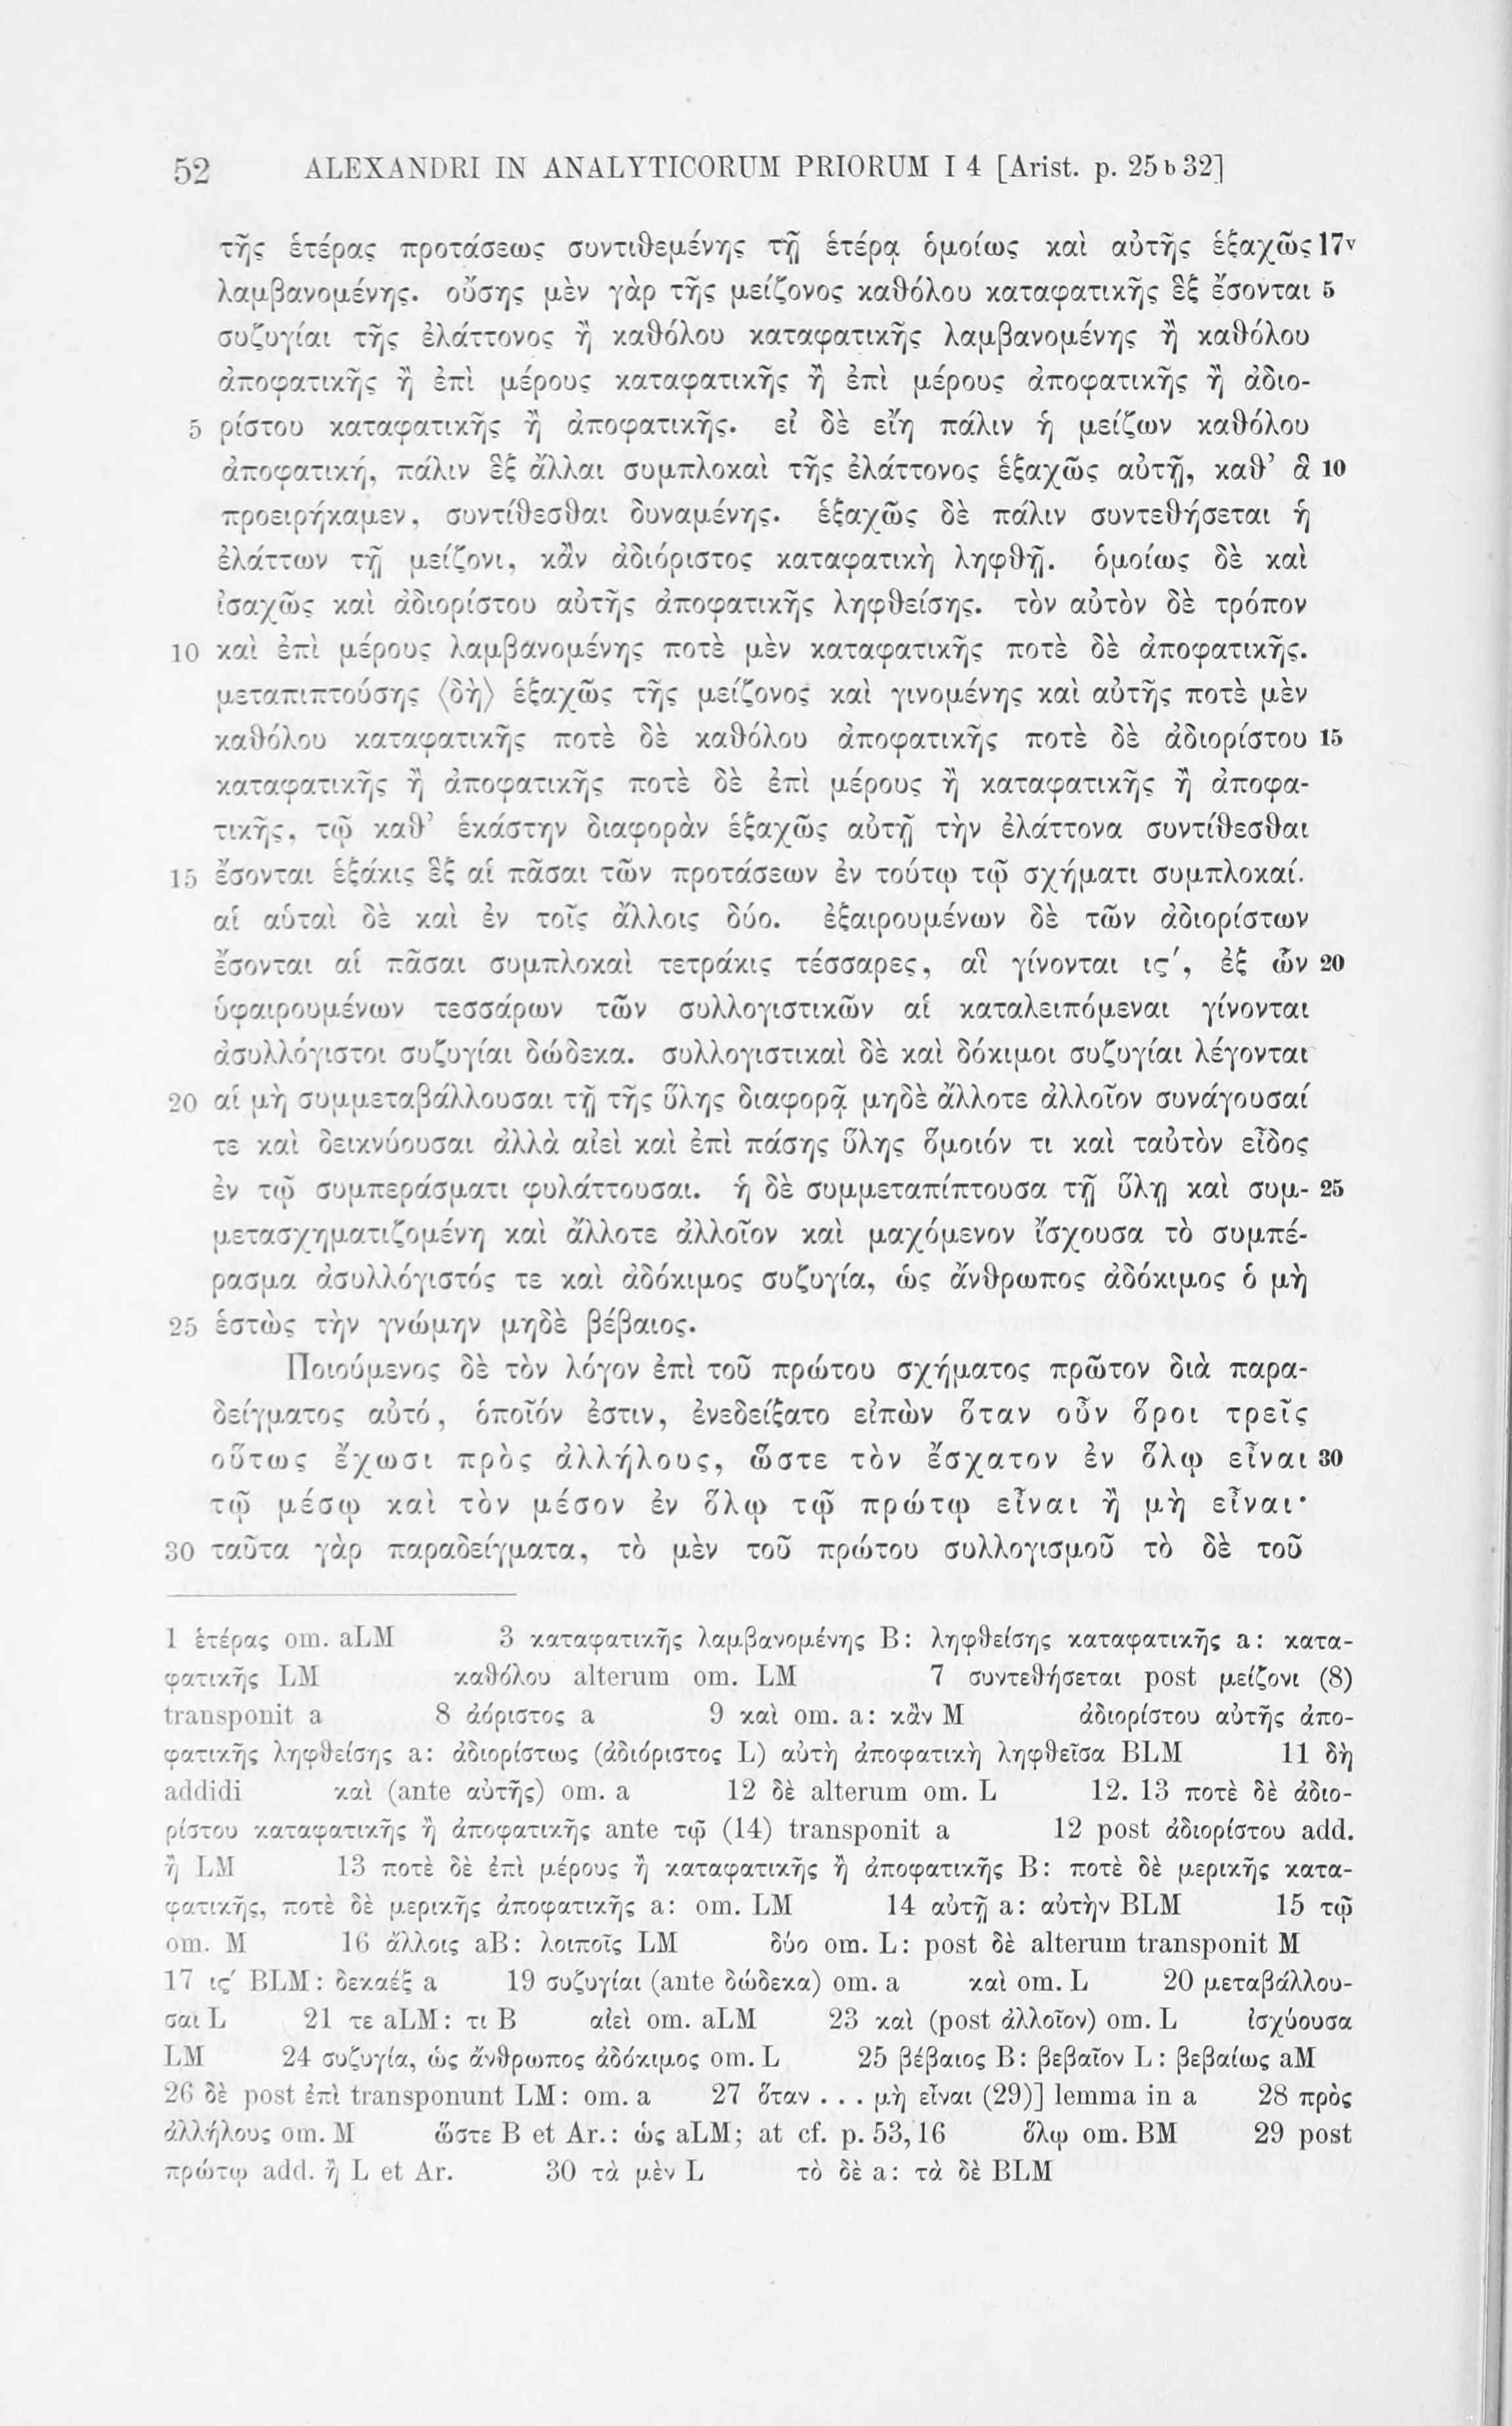 52 ALEXANDRI IN ANALYTICORUM PRIORUM I 4 [Arist. p. 25 b 32]
τῆς ἑτέρας προτάσεως συντιθεμένης τῇ ἑτέρᾳ ὁμοίως καὶ αὐτῆς ἑξαχῶς 17v
λαμβανομένης. οὔσης μὲν γὰρ τῆς μείζονος καθόλου καταφατικῆς ἓξ ἔσονται 5
συζυγίαι τῆς ἐλάττονος ἢ καθόλου καταφατικῆς λαμβανομένης ἢ καθόλου
ἀποφατικῆς ἢ ἐπὶ μέρους καταφατικῆς ἢ ἐπὶ μέρους ἀποφατικῆς ἢ ἀδιο-
5 ρίστου καταφατικῆς ἢ ἀποφατικῆς. εἰ δὲ εἴη πάλιν ἡ μείζων καθόλου
ἀποφατική, πάλιν ἓξ ἄλλαι συμπλοκαὶ τῆς ἐλάττονος ἑξαχῶς αὐτῇ, καθ’ ἃ 10
προειρήκαμεν, συντίθεσθαι δυναμένης. ἑξαχῶς δὲ πάλιν συντεθήσεται ἡ
ἐλάττων τῇ μείζονι, κἂν ἀδιόριστος καταφατικὴ ληφθῇ. ὁμοίως δὲ καὶ
ἰσαχῶς καὶ ἀδιορίστου αὐτῆς ἀποφατικῆς ληφθείσης. τὸν αὐτὸν δὲ τρόπον
10 καὶ ἐπὶ μέρους λαμβανομένης ποτὲ μὲν καταφατικῆς ποτὲ δὲ ἀποφατικῆς.
μεταπιπτούσης ⟨δὴ⟩ ἑξαχῶς τῆς μείζονος καὶ γινομένης καὶ αὐτῆς ποτὲ μὲν
καθόλου καταφατικῆς ποτὲ δὲ καθόλου ἀποφατικῆς ποτὲ δὲ ἀδιορίστου 15
καταφατικῆς ἢ ἀποφατικῆς ποτὲ δὲ ἐπὶ μέρους ἢ καταφατικῆς ἢ ἀποφα-
τικῆς, τῷ καθ’ ἑκάστην διαφορὰν ἑξαχῶς αὐτῇ τὴν ἐλάττονα συντίθεσθαι
15 ἔσονται ἑξάκις ἓξ αἱ πᾶσαι τῶν προτάσεων ἐν τούτῳ τῷ σχήματι συμπλοκαί.
αἱ αὑταὶ δὲ καὶ ἐν τοῖς ἄλλοις δύο. ἐξαιρουμένων δὲ τῶν ἀδιορίστων
ἔσονται αἱ πᾶσαι συμπλοκαὶ τετράκις τέσσαρες, αἳ γίνονται ις΄, ἐξ ὧν 20
ὑφαιρουμένων τεσσάρων τῶν συλλογιστικῶν αἱ καταλειπόμεναι γίνονται
ἀσυλλόγιστοι συζυγίαι δώδεκα. συλλογιστικαὶ δὲ καὶ δόκιμοι συζυγίαι λέγονται
20 αἱ μὴ συμμεταβάλλουσαι τῇ τῆς ὕλης διαφορᾷ μηδὲ ἄλλοτε ἀλλοῖον συνάγουσαί
τε καὶ δεικνύουσαι ἀλλὰ αἰεὶ καὶ ἐπὶ πάσης ὕλης ὅμοιόν τι καὶ ταὐτὸν εἶδος
ἐν τῷ συμπεράσματι φυλάττουσαι. ἡ δὲ συμμεταπίπτουσα τῇ ὕλῃ καὶ συμ- 25
μετασχηματιζομένη καὶ ἄλλοτε ἀλλοῖον καὶ μαχόμενον ἴσχουσα τὸ συμπέ-
ρασμα ἀσυλλόγιστός τε καὶ ἀδόκιμος συζυγία, ὡς ἄνθρωπος ἀδόκιμος ὁ μὴ
25 ἑστὼς τὴν γνώμην μηδὲ βέβαιος.
Ποιούμενος δὲ τὸν λόγον ἐπὶ τοῦ πρώτου σχήματος πρῶτον διὰ παρα-
δείγματος αὐτό, ὁποῖόν ἐστιν, ἐνεδείξατο εἰπὼν ὅταν οὖν ὅροι τρεῖς
οὕτως ἔχωσι πρὸς ἀλλήλους, ὥστε τὸν ἔσχατον ἐν ὅλῳ εἶναι 30
τῷ μέσῳ καὶ τὸν μέσον ἐν ὅλῳ τῷ πρώτῳ εἶναι ἢ μὴ εἶναι·
30 ταῦτα γὰρ παραδείγματα, τὸ μὲν τοῦ πρώτου συλλογισμοῦ τὸ δὲ τοῦ
1 ἑτέρας om. aLM 3 καταφατικῆς λαμβανομένης B: ληφθείσης καταφατικῆς a: κατα-
φατικῆς LM καθόλου alterum om. LM 7 συντεθήσεται post μείζονι (8)
transponit a 8 ἀόριστος a 9 καὶ om. a: κἂν M ἀδιορίστου αὐτῆς ἀπο-
φατικῆς ληφθείσης a: ἀδιορίστως (ἀδιόριστος L) αὐτὴ ἀποφατικὴ ληφθεῖσα BLM 11 δὴ
addidi καὶ (ante αὐτῆς) om. a 12 δὲ alterum om. L 12. 13 ποτὲ δὲ ἀδιο-
ρίστου καταφατικῆς ἢ ἀποφατικῆς ante τῷ (14) transponit a 12 post ἀδιορίστου add.
ἢ LM 13 ποτὲ δὲ ἐπὶ μέρους ἢ καταφατικῆς ἢ ἀποφατικῆς B: ποτὲ δὲ μερικῆς κατα-
φατικῆς, ποτὲ δὲ μερικῆς ἀποφατικῆς a: om. LM 14 αὐτῇ a: αὐτὴν BLM 15 τῷ
om. M 16 ἄλλοις aB: λοιποῖς LM δύο om. L: post δὲ alterum transponit M
17 ις΄ BLM: δεκαέξ a 19 συζυγίαι (ante δώδεκα) om. a καὶ om. L 20 μεταβάλλου-
σαι L 21 τε aLM: τι B αἰεὶ om. aLM 23 καὶ (post ἀλλοῖον) om. L ἰσχύουσα
LM 24 συζυγία, ὡς ἄνθρωπος ἀδόκιμος om. L 25 βέβαιος B: βεβαῖον L: βεβαίως aM
26 δὲ post ἐπὶ transponunt LM: om. a 27 ὅταν . . . μὴ εἶναι (29)] lemma in a 28 πρὸς
ἀλλήλους om. M ὥστε B et Ar.: ὡς aLM; at cf. p. 53,16 ὅλῳ om. BM 29 post
πρώτῳ add. ἢ L et Ar. 30 τὰ μὲν L τὸ δὲ a: τὰ δὲ BLM